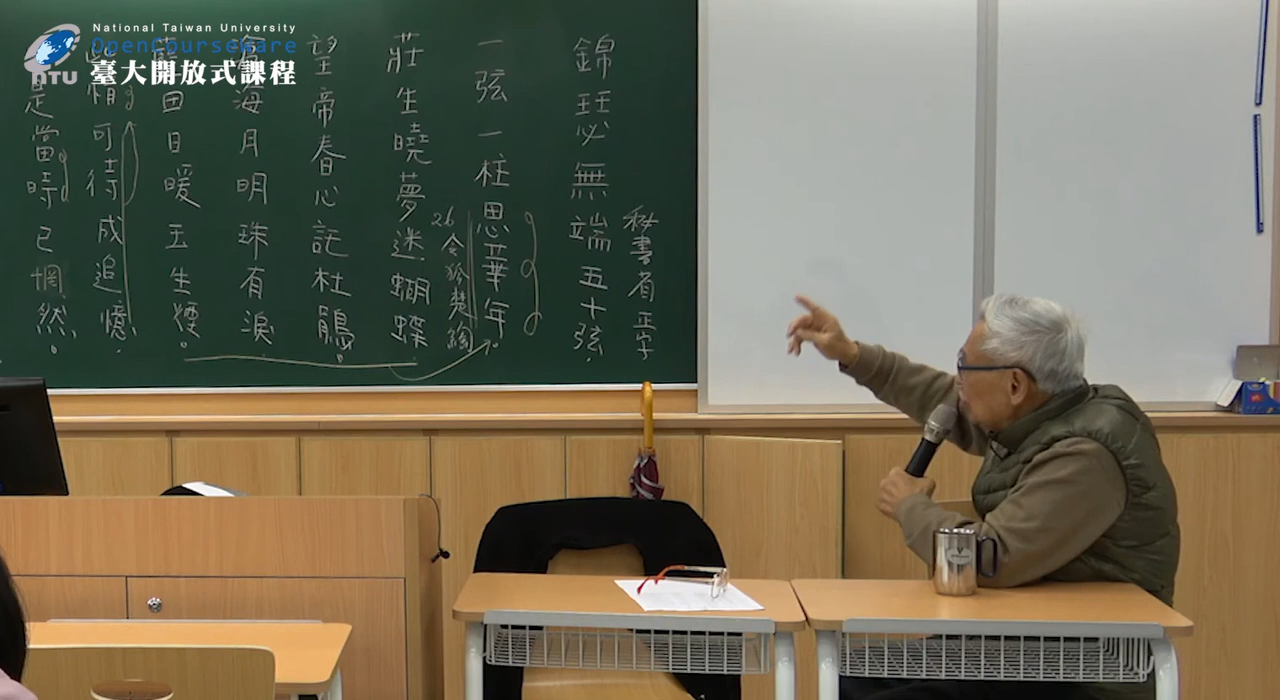 National Taiwan University
OpenCourseware
NTU 臺大開放式課程
秘書省正字
錦瑟無端五十弦。
一弦一柱思華年。
26
令狐楚綯
莊生曉夢迷蝴蝶
望帝春心託杜鵑。
滄海月明珠有淚
藍田日暖玉生煙。
此情可待成追憶
是當時已惘然。